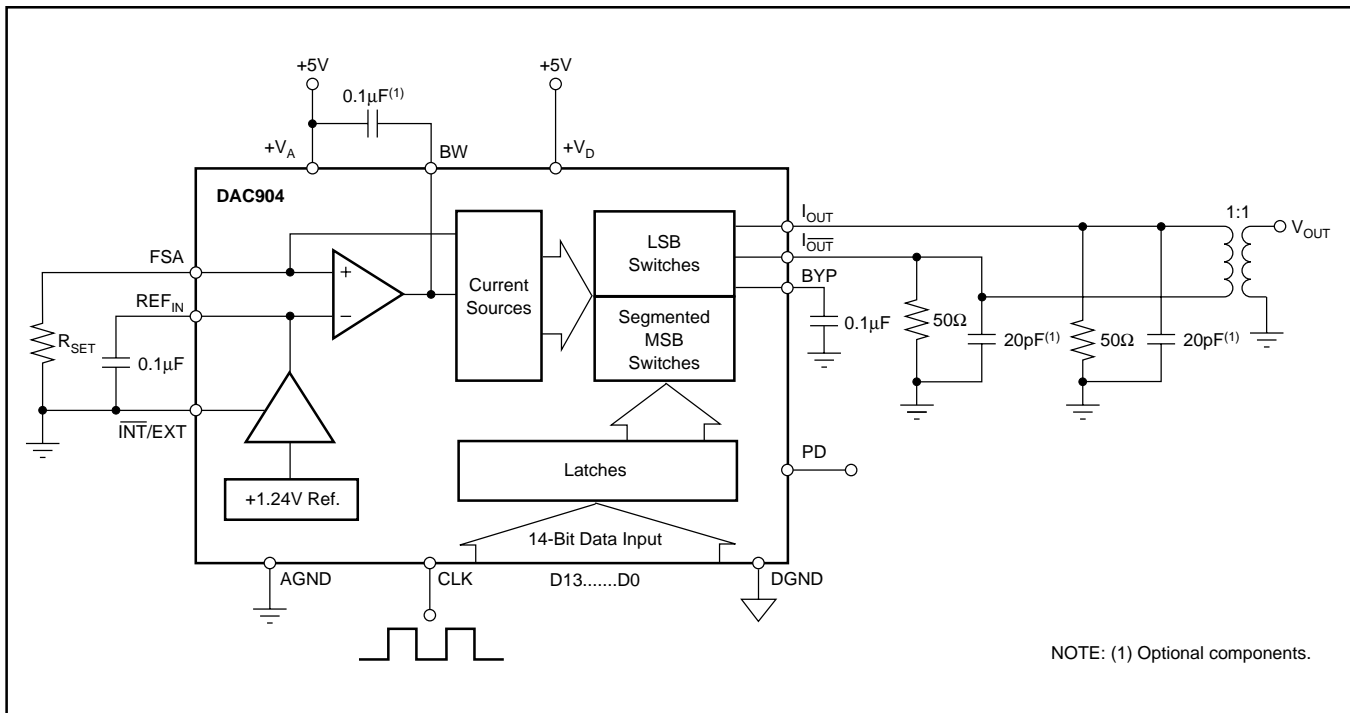 +5V
+5V
0.1μF(1)
+VA
BW
+VD
DAC904
IOUT
1:1
VOUT
LSB
Switches
I̅O̅U̅T̅
FSA
+
Current
Sources
BYP
REFIN
–
Segmented
MSB
Switches
0.1μF
50Ω
20pF(1)
50Ω
20pF(1)
RSET
0.1μF
I̅N̅T̅/EXT
PD
Latches
+1.24V Ref.
14-Bit Data Input
AGND
CLK
D13.......D0
DGND
NOTE: (1) Optional components.